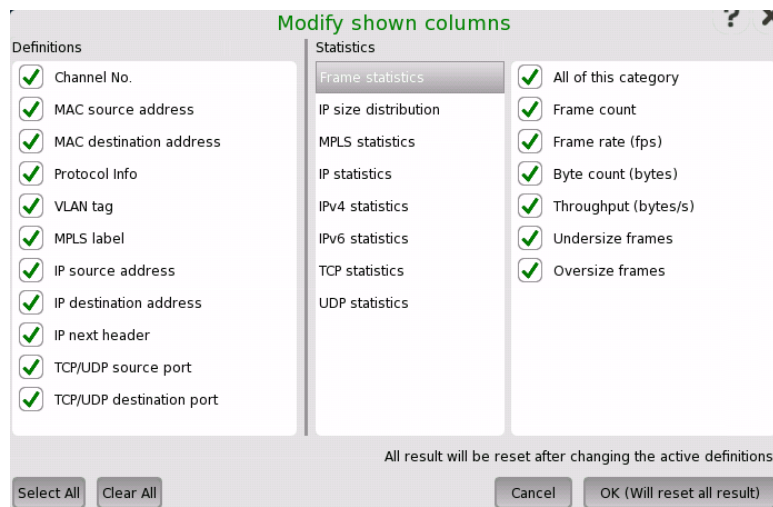 Modify shown columns
?
Definitions
Statistics
Channel No.
MAC source address
MAC destination address
Protocol Info
VLAN tag
MPLS label
IP source address
IP destination address
IP next header
TCP/UDP source port
TCP/UDP destination port
Frame statistics
IP size distribution
MPLS statistics
IP statistics
IPv4 statistics
IPv6 statistics
TCP statistics
UDP statistics
All of this category
Frame count
Frame rate (fps)
Byte count (bytes)
Throughput (bytes/s)
Undersize frames
Oversize frames
All result will be reset after changing the active definitions
Select All
Clear All
Cancel
OK (Will reset all result)